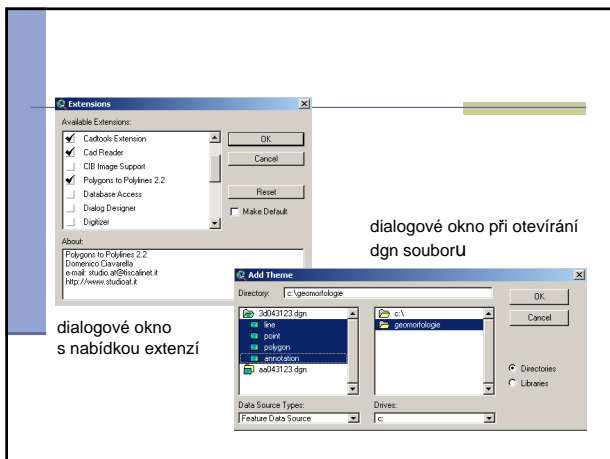 Extensions
Available Extensions:
Cadtools Extension
Cad Reader
CIB Image Support
Polygons to Polylines 2.2
Database Access
Dialog Designer
Digitizer
OK
Cancel
Reset
Make Default
About:
Polygons to Polylines 2.2
Domenico Ciavarella
e-mail: studio.at@tiscalinet.it
http://www.studioat.it
dialogové okno při otevírání
dgn souboru
dialogové okno
s nabídkou extenzí
Add Theme
Directory:
c:\geomorfologie
3d043123.dgn
line
point
polygon
annotation
aa043123.dgn
c:\
geomorfologie
OK
Cancel
Directories
Libraries
Data Source Types:
Feature Data Source
Drives:
c: